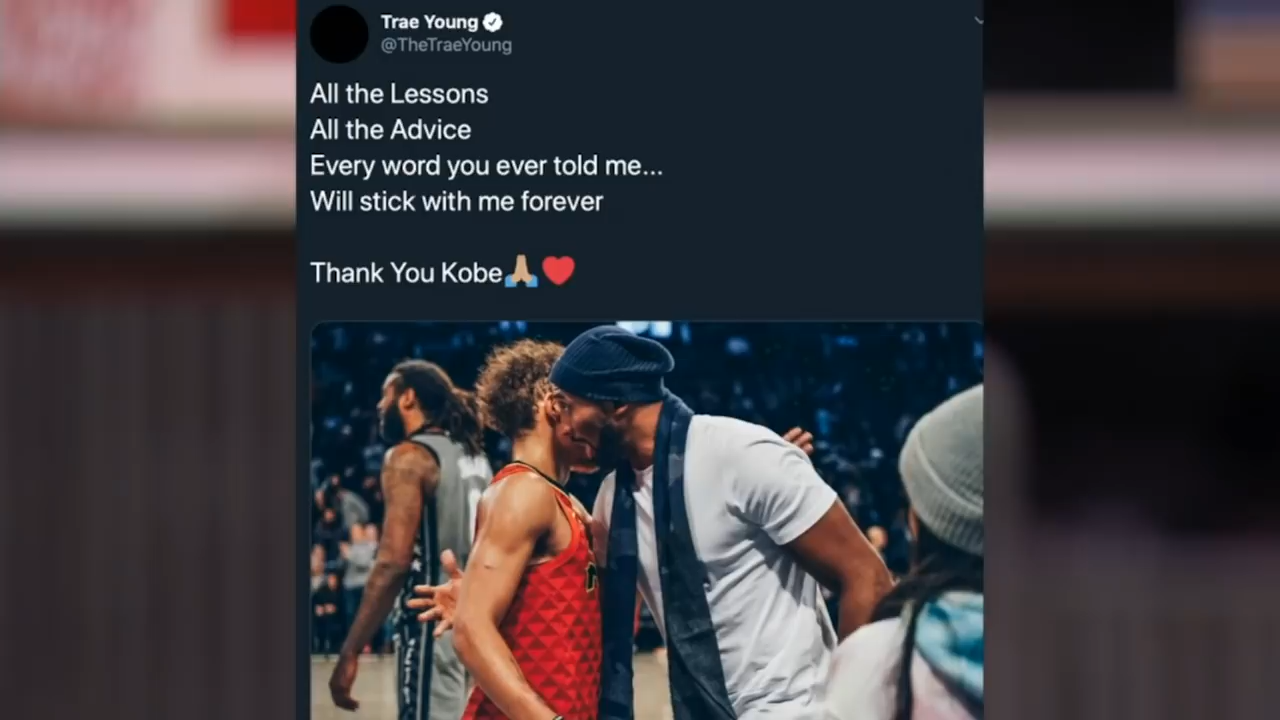 Trae Young
@TheTraeYoung
All the Lessons
All the Advice
Every word you ever told me...
Will stick with me forever
Thank You Kobe🙏🏼❤️